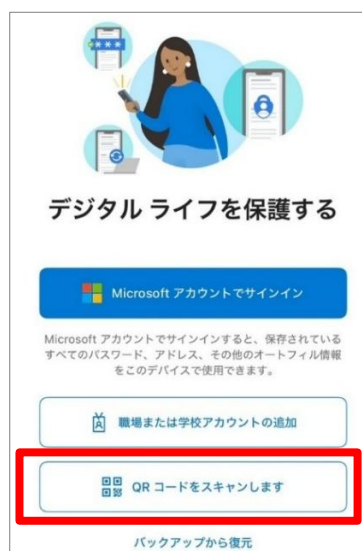 デジタル ライフを保護する
Microsoft アカウントでサインイン
Microsoft アカウントでサインインすると、保存されている
すべてのパスワード、アドレス、その他のオートフィル情報
をこのデバイスで使用できます。
職場または学校アカウントの追加
QR コードをスキャンします
バックアップから復元